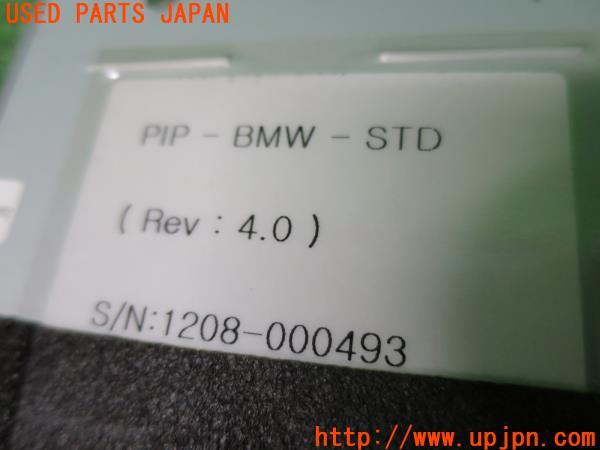 USED PARTS JAPAN
PIP - BMW - STD
( Rev : 4.0 )
S/N:1208-000493
http://www.upjpn.com